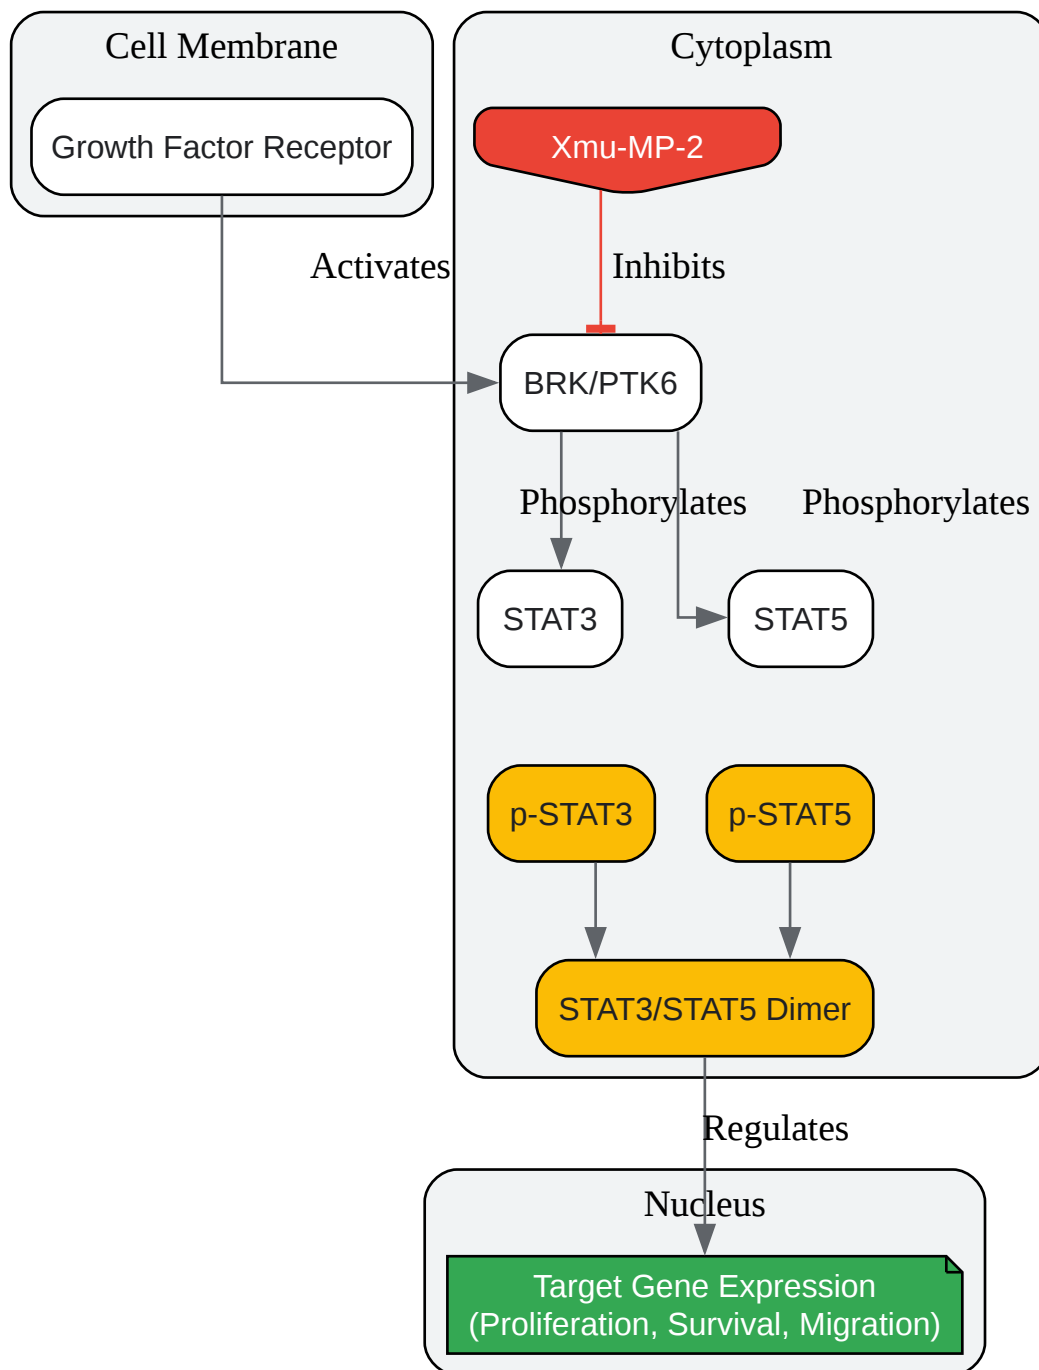 Cell Membrane
Cytoplasm
Growth Factor Receptor
Xmu-MP-2
Activates
Inhibits
BRK/PTK6
Phosphorylates
Phosphorylates
STAT3
STAT5
p-STAT3
p-STAT5
STAT3/STAT5 Dimer
Regulates
Nucleus
Target Gene Expression
(Proliferation, Survival, Migration)